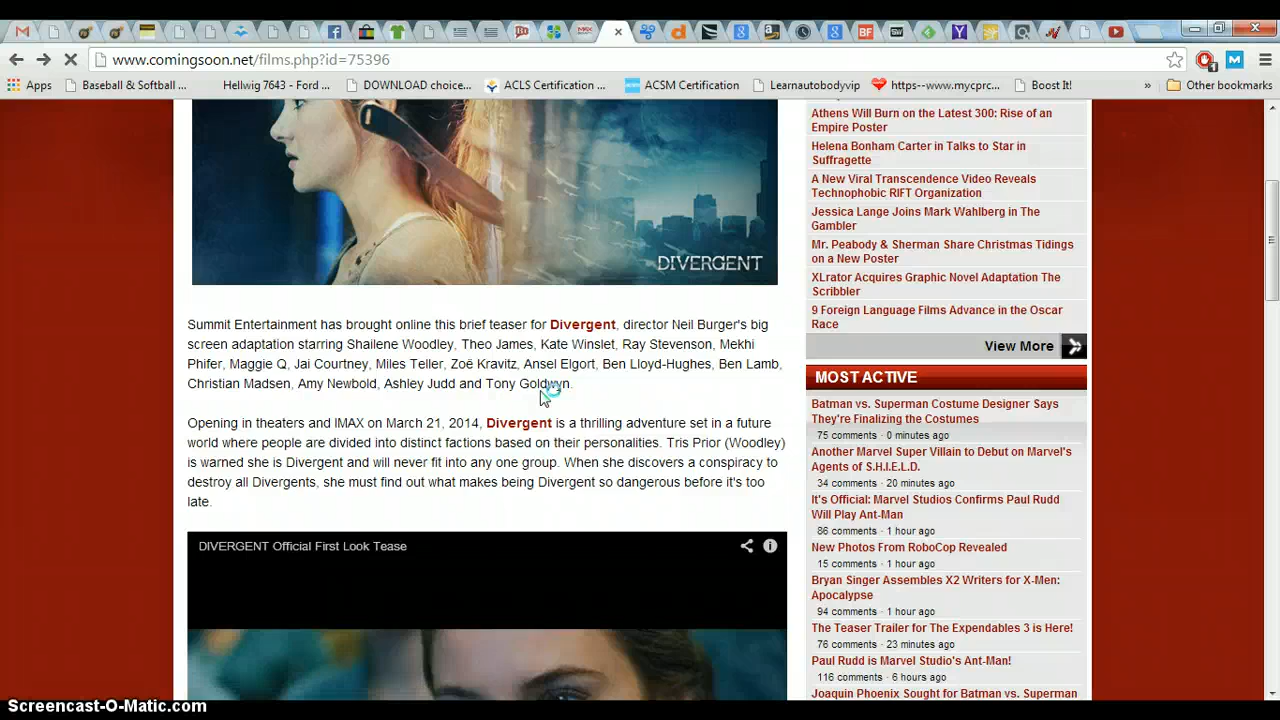 www.comingsoon.net/films.php?id=75396
Apps
Baseball & Softball ...
Hellwig 7643 - Ford ...
DOWNLOAD choice...
ACLS Certification ...
ACSM Certification
Learnautobodyvip
https--www.mycprc...
Boost It!
»
Other bookmarks
DIVERGENT
Summit Entertainment has brought online this brief teaser for Divergent, director Neil Burger's big
screen adaptation starring Shailene Woodley, Theo James, Kate Winslet, Ray Stevenson, Mekhi
Phifer, Maggie Q, Jai Courtney, Miles Teller, Zoë Kravitz, Ansel Elgort, Ben Lloyd-Hughes, Ben Lamb,
Christian Madsen, Amy Newbold, Ashley Judd and Tony Goldwyn.
Opening in theaters and IMAX on March 21, 2014, Divergent is a thrilling adventure set in a future
world where people are divided into distinct factions based on their personalities. Tris Prior (Woodley)
is warned she is Divergent and will never fit into any one group. When she discovers a conspiracy to
destroy all Divergents, she must find out what makes being Divergent so dangerous before it's too
late.
DIVERGENT Official First Look Tease
Athens Will Burn on the Latest 300: Rise of an
Empire Poster
Helena Bonham Carter in Talks to Star in
Suffragette
A New Viral Transcendence Video Reveals
Technophobic RIFT Organization
Jessica Lange Joins Mark Wahlberg in The
Gambler
Mr. Peabody & Sherman Share Christmas Tidings
on a New Poster
XLrator Acquires Graphic Novel Adaptation The
Scribbler
9 Foreign Language Films Advance in the Oscar
Race
View More
MOST ACTIVE
Batman vs. Superman Costume Designer Says
They're Finalizing the Costumes
75 comments · 0 minutes ago
Another Marvel Super Villain to Debut on Marvel's
Agents of S.H.I.E.L.D.
34 comments · 20 minutes ago
It's Official: Marvel Studios Confirms Paul Rudd
Will Play Ant-Man
86 comments · 1 hour ago
New Photos From RoboCop Revealed
15 comments · 1 hour ago
Bryan Singer Assembles X2 Writers for X-Men:
Apocalypse
94 comments · 1 hour ago
The Teaser Trailer for The Expendables 3 is Here!
76 comments · 23 minutes ago
Paul Rudd is Marvel Studio's Ant-Man!
116 comments · 6 hours ago
Joaquin Phoenix Sought for Batman vs. Superman
Screencast-O-Matic.com